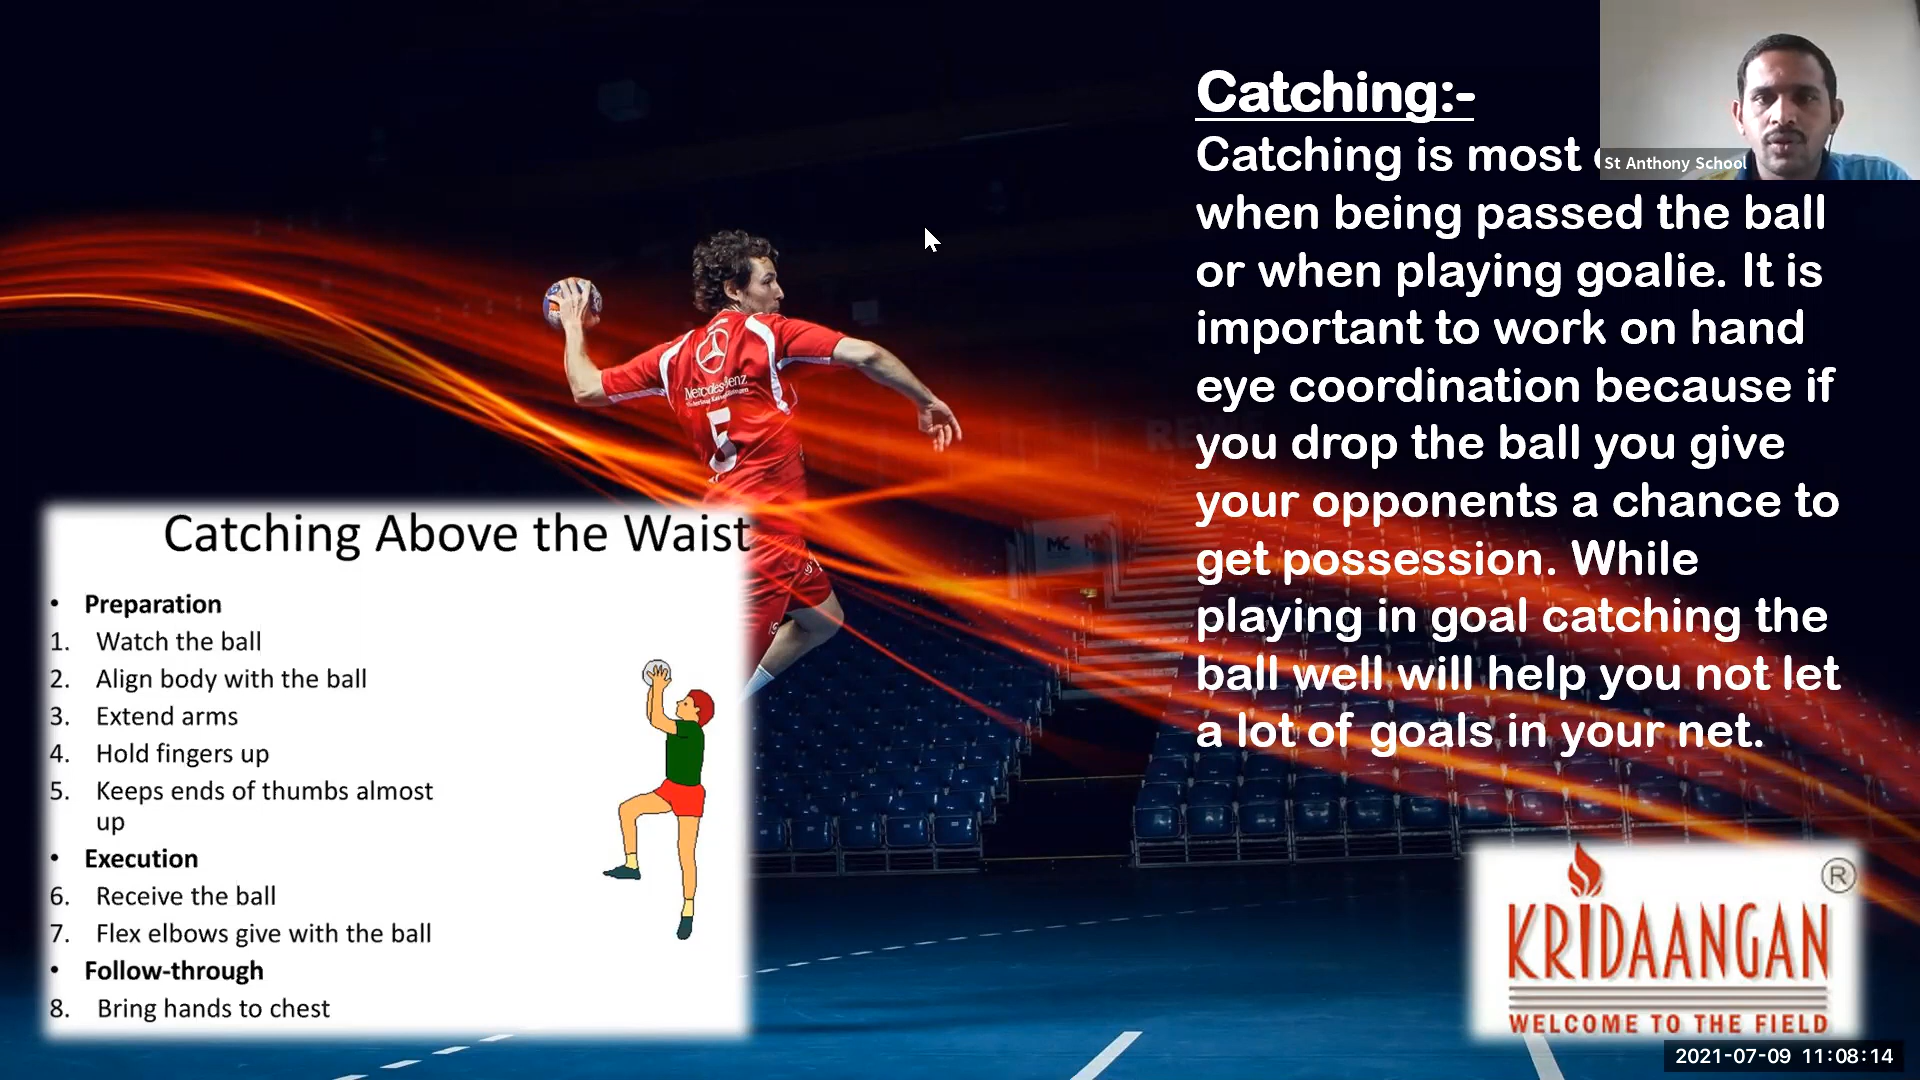 Catching:-
Catching is most
when being passed the ball
or when playing goalie. It is
important to work on hand
eye coordination because if
you drop the ball you give
your opponents a chance to
get possession. While
playing in goal catching the
ball well will help you not let
a lot of goals in your net.
St Anthony School
Mercedes-Benz
5
Catching Above the Waist
• Preparation
1. Watch the ball
2. Align body with the ball
3. Extend arms
4. Hold fingers up
5. Keeps ends of thumbs almost
up
• Execution
6. Receive the ball
7. Flex elbows give with the ball
• Follow-through
8. Bring hands to chest
KRIDAANGAN
®
WELCOME TO THE FIELD
2021-07-09 11:08:14